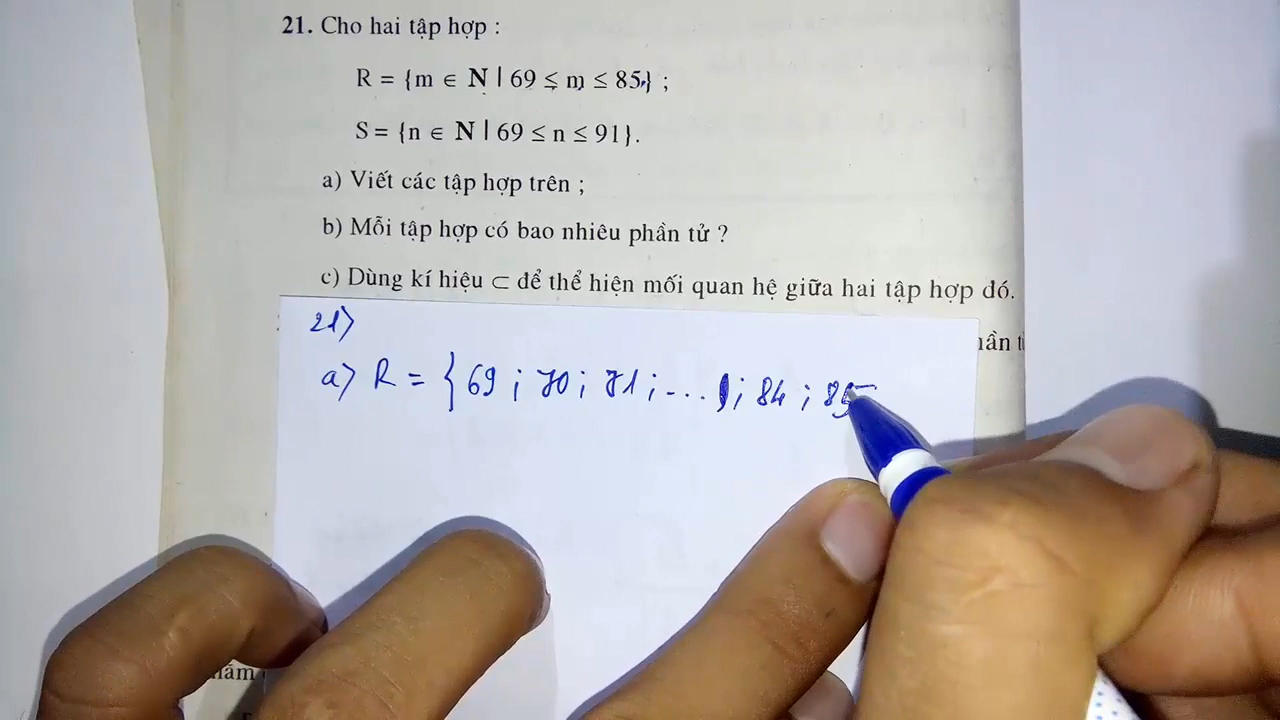 21. Cho hai tập hợp :
R = {m ∈ N | 69 ≤ m ≤ 85} ;
S = {n ∈ N | 69 ≤ n ≤ 91}.
a) Viết các tập hợp trên ;
b) Mỗi tập hợp có bao nhiêu phần tử ?
c) Dùng kí hiệu ⊂ để thể hiện mối quan hệ giữa hai tập hợp đó.
21)
a) R = { 69 ; 70 ; 71 ; ... ; 84 ; 85